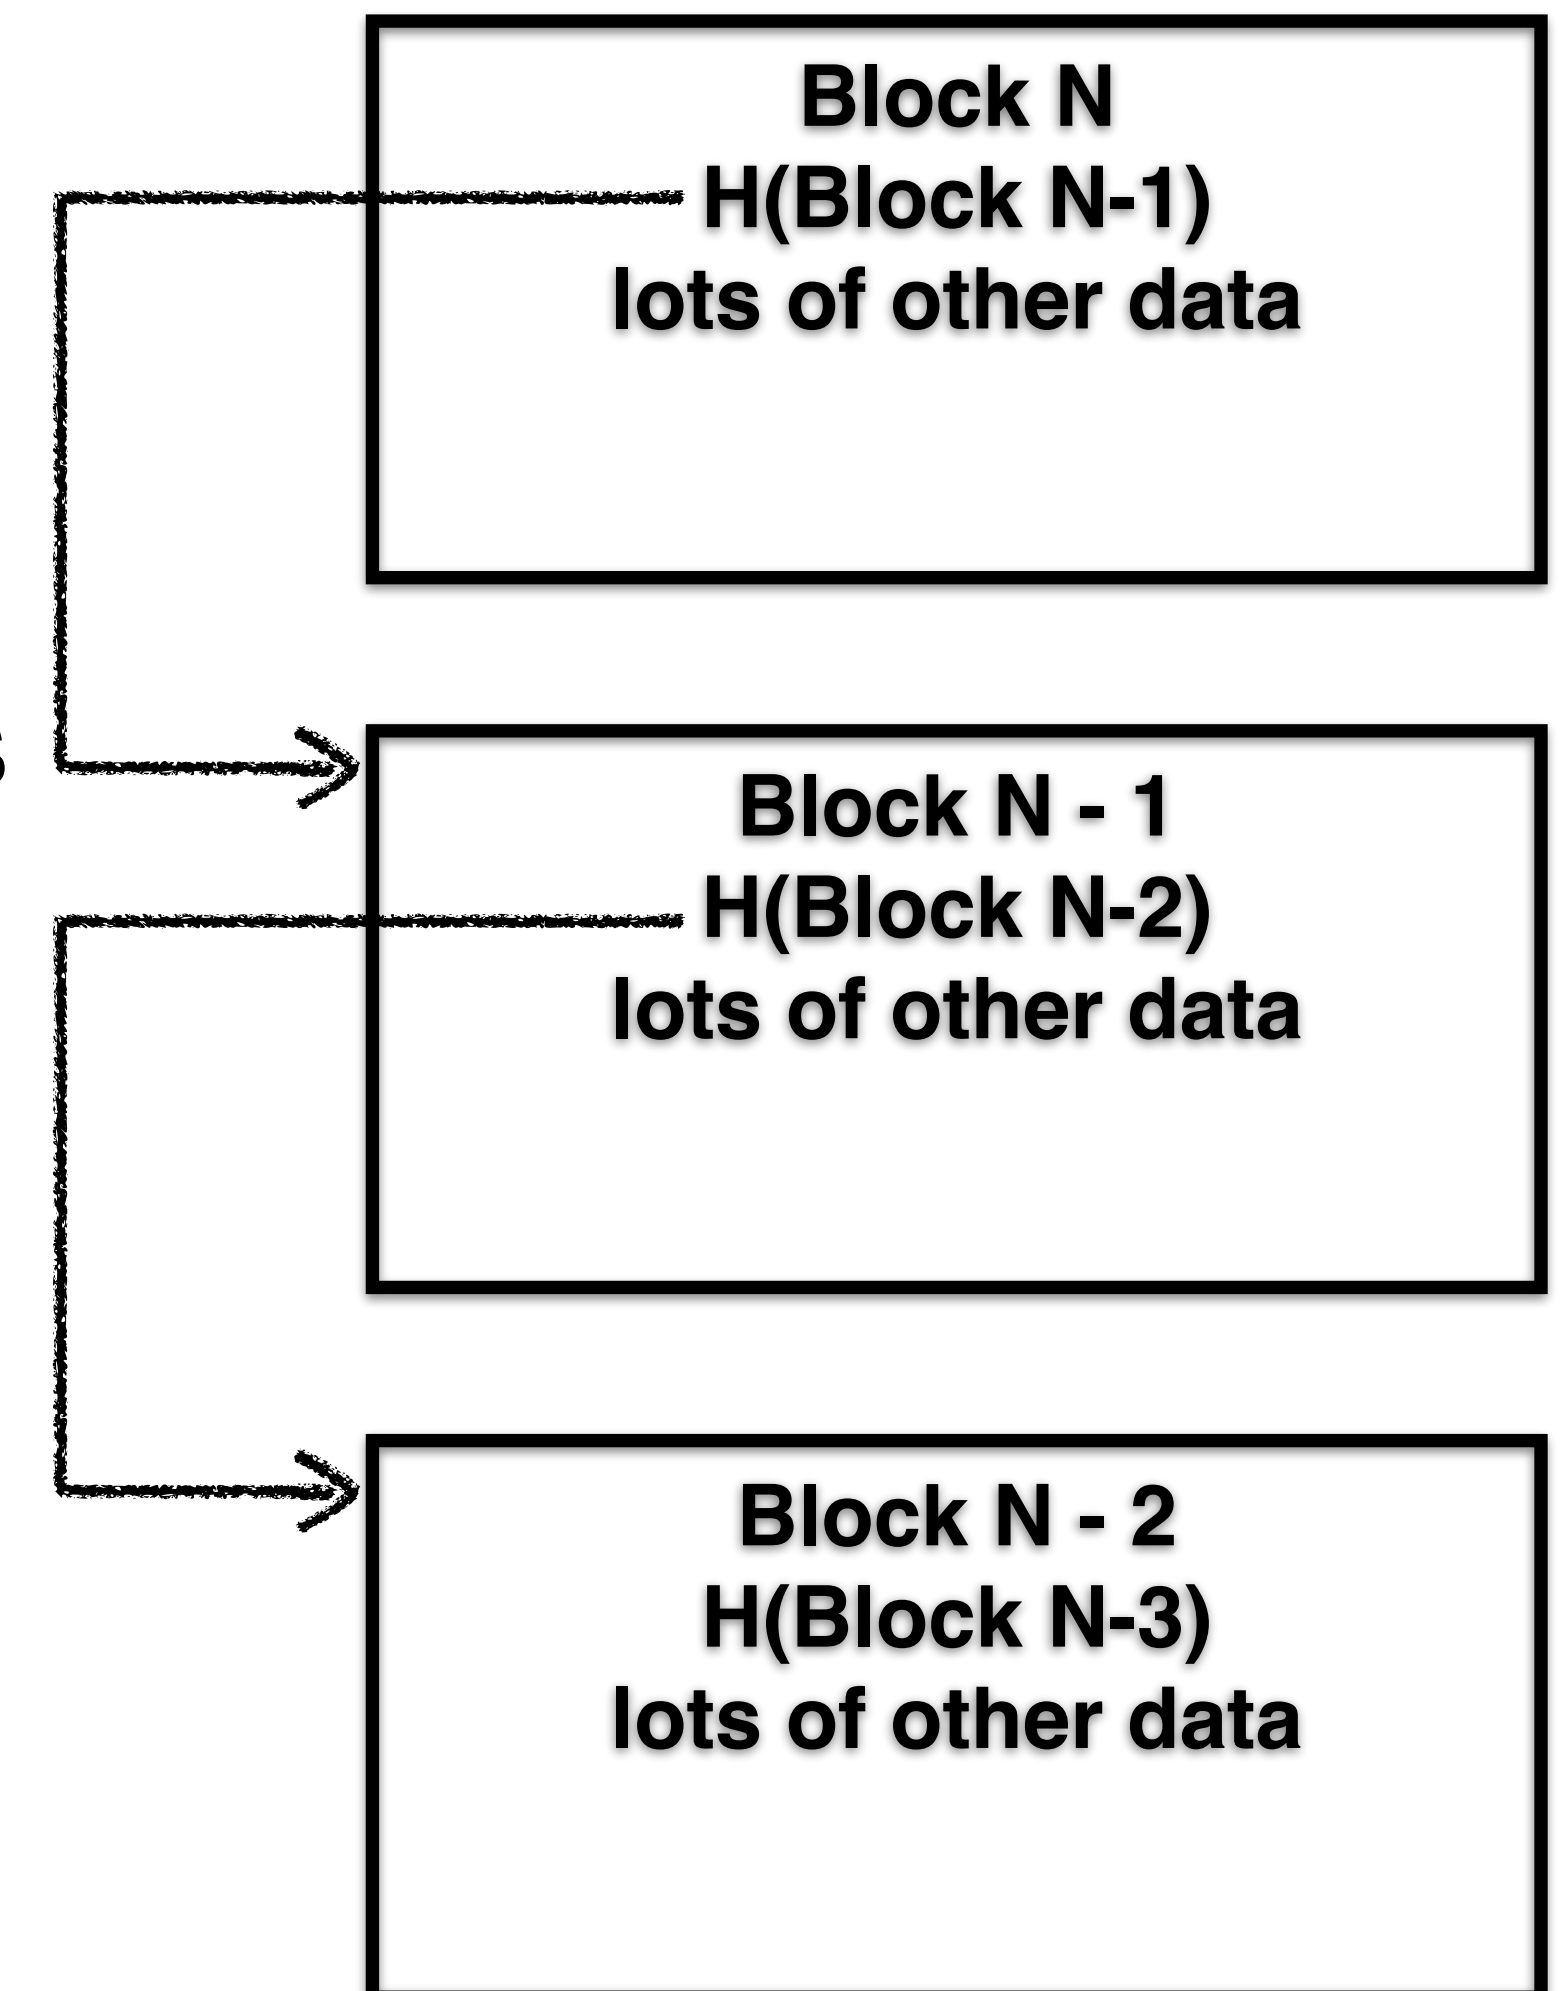 Block N
H(Block N-1)
lots of other data
Block N - 1
H(Block N-2)
lots of other data
Block N - 2
H(Block N-3)
lots of other data